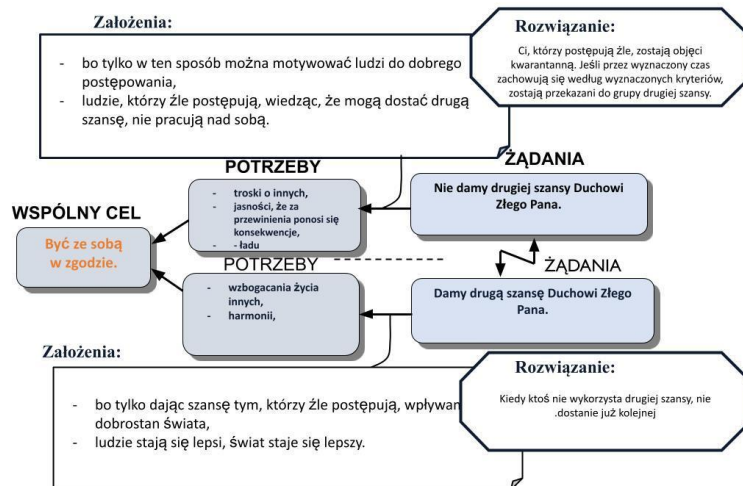 Założenia:
- bo tylko w ten sposób można motywować ludzi do dobrego
postępowania,
- ludzie, którzy źle postępują, wiedząc, że mogą dostać drugą
szansę, nie pracują nad sobą.
Rozwiązanie:
Ci, którzy postępują źle, zostają objęci
kwarantanną. Jeśli przez wyznaczony czas
zachowują się według wyznaczonych kryteriów,
zostają przekazani do grupy drugiej szansy.
POTRZEBY
- troski o innych,
- jasności, że za
przewinienia ponosi się
konsekwencje,
- - ładu
ŻĄDANIA
Nie damy drugiej szansy Duchowi
Złego Pana.
WSPÓLNY CEL
Być ze sobą
w zgodzie.
POTRZEBY
- wzbogacania życia
innych,
- harmonii,
ŻĄDANIA
Damy drugą szansę Duchowi Złego
Pana.
Założenia:
- bo tylko dając szansę tym, którzy źle postępują, wpływam
dobrostan świata,
- ludzie stają się lepsi, świat staje się lepszy.
Rozwiązanie:
Kiedy ktoś nie wykorzysta drugiej szansy, nie
.dostanie już kolejnej